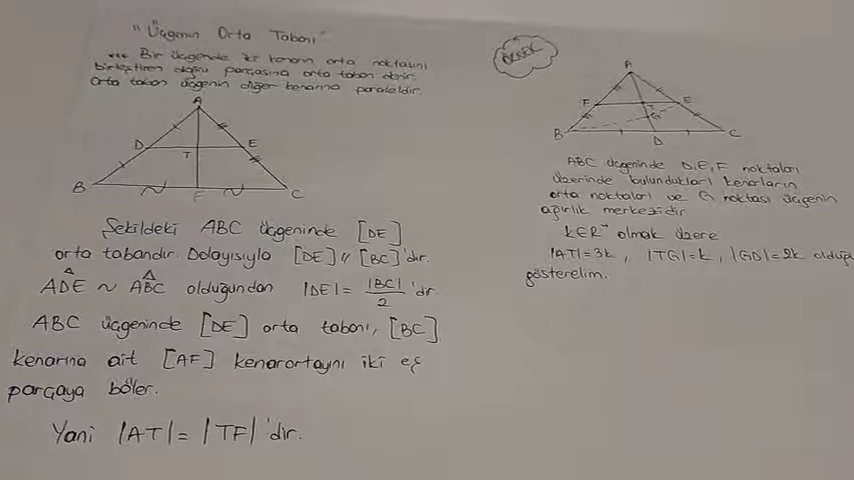 "Üçgenin Orta Tabanı"
*** Bir üçgende iki kenarın orta noktasını
birleştiren doğru parçasına orta taban denir.
Orta taban üçgenin diğer kenarına paraleldir.
A
D
E
T
B
F
C
Şekildeki ABC üçgeninde [DE]
orta tabandır. Dolayısıyla [DE] // [BC]'dır.
ADE ~ ABC olduğundan |DE| = |BC|/2 'dir.
ABC üçgeninde [DE] orta tabanı, [BC]
kenarına ait [AF] kenarortayını iki eş
parçaya böler.
Yani |AT| = |TF| 'dir.
ÖRNEK
A
F
T
E
G
B
D
C
ABC üçgeninde D,E,F noktaları
üzerinde bulundukları kenarların
orta noktaları ve G noktası üçgenin
ağırlık merkezidir
k∈R⁺ olmak üzere
|AT|=3k, |TG|=k, |GD|=2k olduğu
gösterelim.